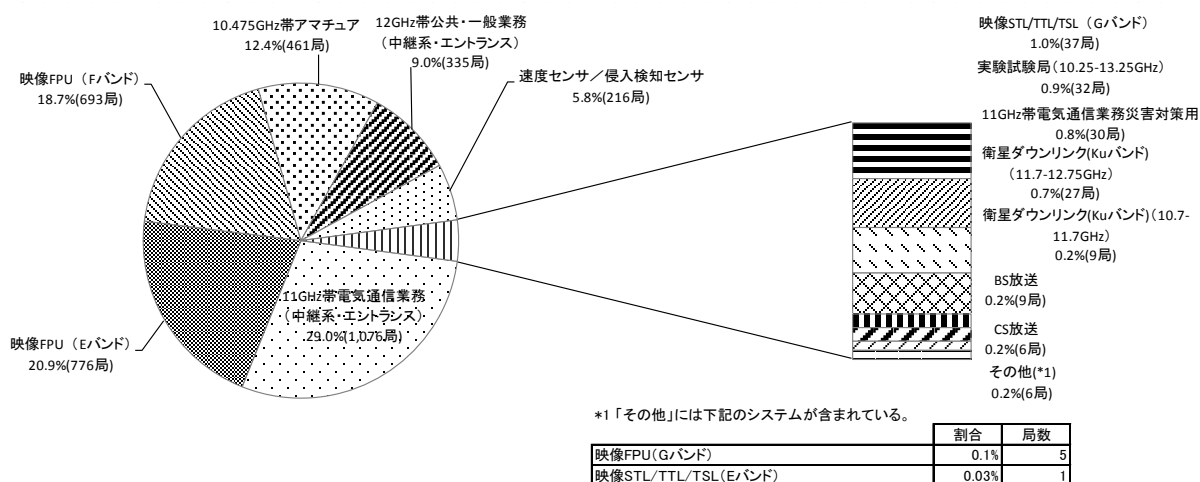 10.475GHz帯アマチュア
12.4%(461局)
12GHz帯公共・一般業務
（中継系・エントランス）
9.0%(335局)
速度センサ／侵入検知センサ
5.8%(216局)
映像FPU（Fバンド）
18.7%(693局)
映像FPU（Eバンド）
20.9%(776局)
11GHz帯電気通信業務
（中継系・エントランス）
29.0%(1,076局)
映像STL/TTL/TSL（Gバンド）
1.0%(37局)
実験試験局（10.25-13.25GHz）
0.9%(32局)
11GHz帯電気通信業務災害対策用
0.8%(30局)
衛星ダウンリンク(Kuバンド)
（11.7-12.75GHz）
0.7%(27局)
衛星ダウンリンク(Kuバンド)（10.7-
11.7GHz）
0.2%(9局)
BS放送
0.2%(9局)
CS放送
0.2%(6局)
その他(*1)
0.2%(6局)
*1 「その他」には下記のシステムが含まれている。
割合 局数
映像FPU(Gバンド) 0.1% 5
映像STL/TTL/TSL(Eバンド) 0.03% 1